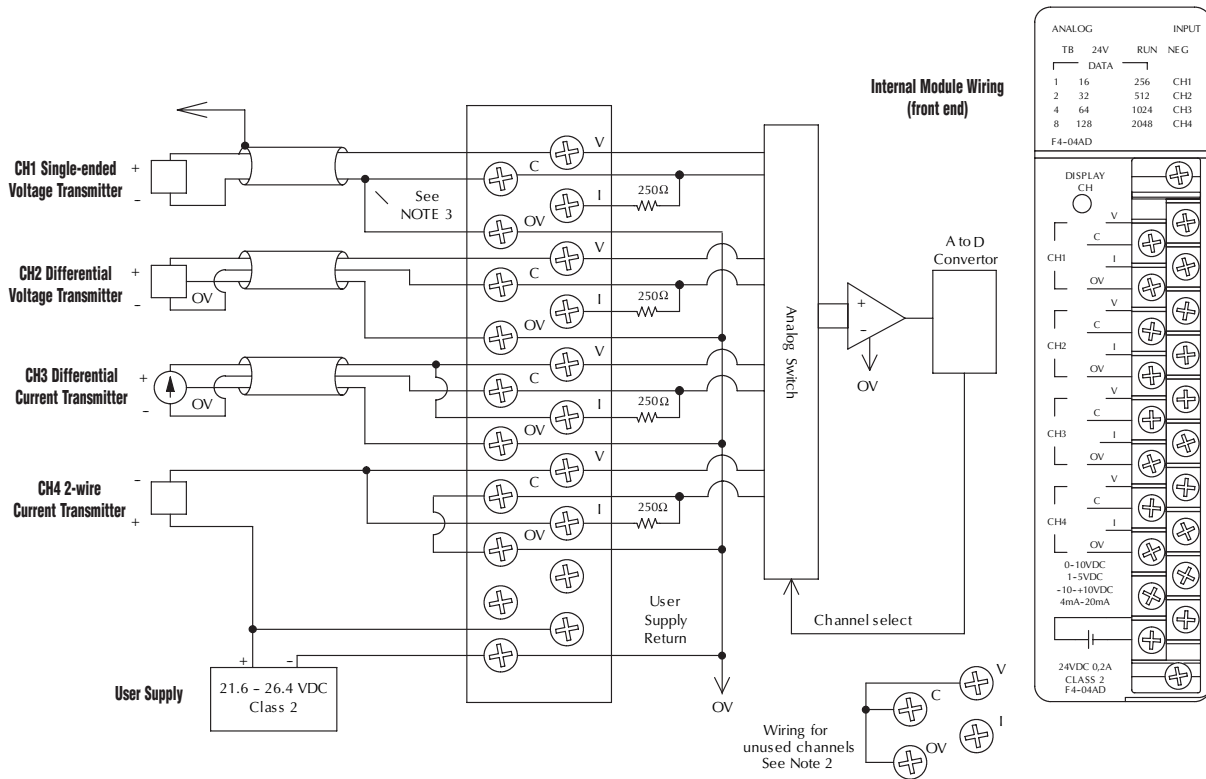 Internal Module Wiring
(front end)
CH1 Single-ended
Voltage Transmitter
+
-
See
NOTE 3
V
C
I
OV
250Ω
CH2 Differential
Voltage Transmitter
+
-
OV
V
C
I
OV
250Ω
CH3 Differential
Current Transmitter
+
-
OV
V
C
I
OV
250Ω
CH4 2-wire
Current Transmitter
-
+
V
C
I
OV
250Ω
User
Supply
Return
OV
User Supply
+ -
21.6 – 26.4 VDC
Class 2
Analog Switch
+
-
OV
A to D
Convertor
Channel select
Wiring for
unused channels
See Note 2
V
C
I
OV
ANALOG INPUT
TB 24V RUN NEG
DATA
1 16 256 CH1
2 32 512 CH2
4 64 1024 CH3
8 128 2048 CH4
F4-04AD
DISPLAY
CH
CH1
V
C
I
OV
CH2
V
C
I
OV
CH3
V
C
I
OV
CH4
V
C
I
OV
0-10VDC
1-5VDC
-10-+10VDC
4mA-20mA
24VDC 0,2A
CLASS 2
F4-04AD